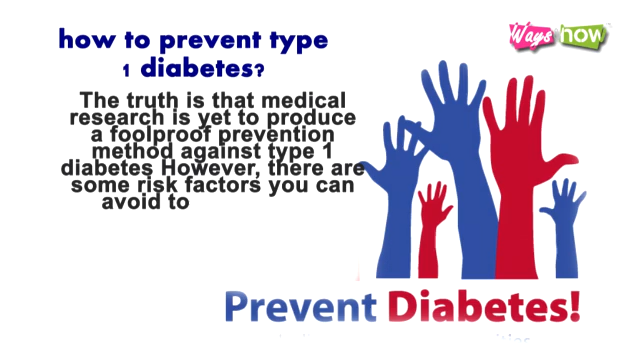 how to prevent type
1 diabetes?
Ways how
The truth is that medical
research is yet to produce
a foolproof prevention
method against type 1
diabetes However, there are
some risk factors you can
avoid to
Prevent Diabetes!